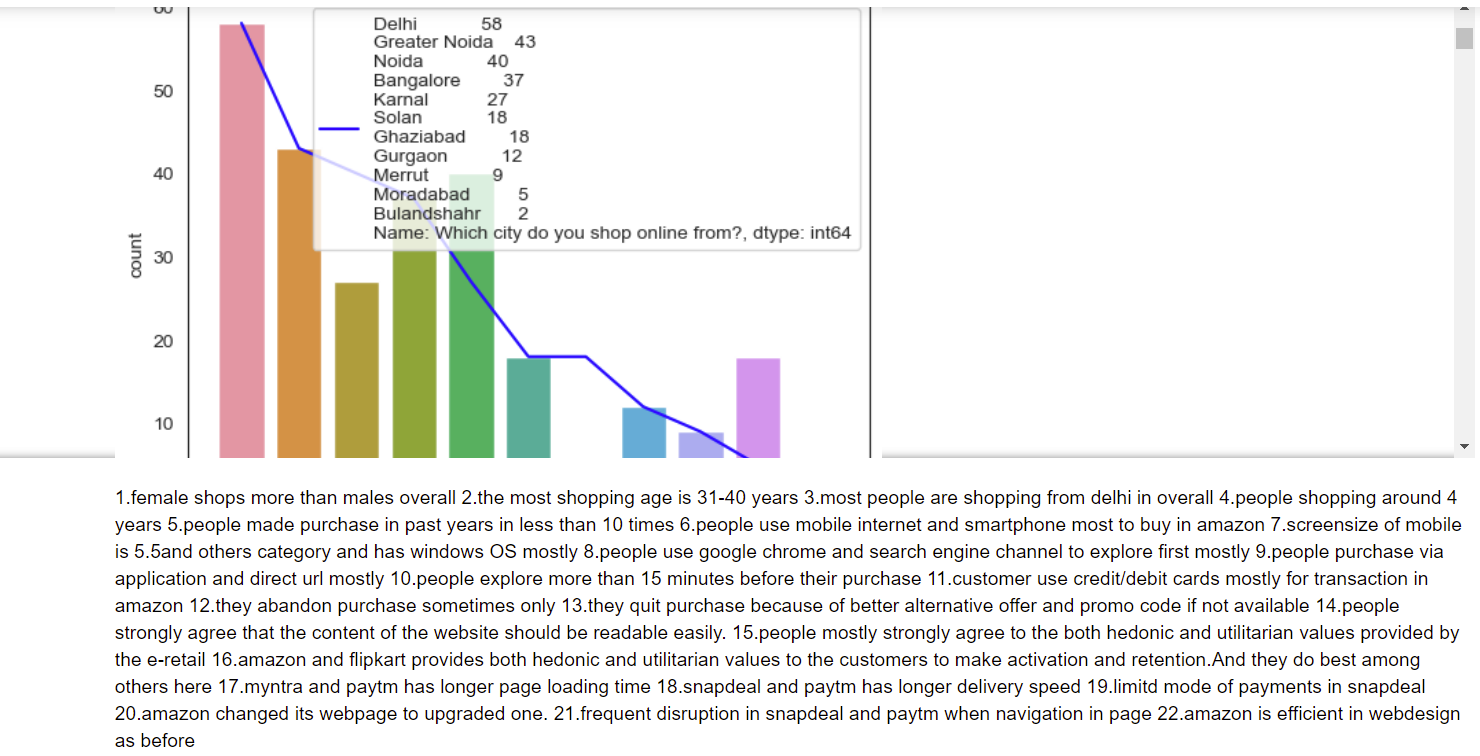 60
50
40
30
20
10
count
Delhi 58
Greater Noida 43
Noida 40
Bangalore 37
Karnal 27
Solan 18
Ghaziabad 18
Gurgaon 12
Merrut 9
Moradabad 5
Bulandshahr 2
Name: Which city do you shop online from?, dtype: int64
1.female shops more than males overall 2.the most shopping age is 31-40 years 3.most people are shopping from delhi in overall 4.people shopping around 4
years 5.people made purchase in past years in less than 10 times 6.people use mobile internet and smartphone most to buy in amazon 7.screensize of mobile
is 5.5and others category and has windows OS mostly 8.people use google chrome and search engine channel to explore first mostly 9.people purchase via
application and direct url mostly 10.people explore more than 15 minutes before their purchase 11.customer use credit/debit cards mostly for transaction in
amazon 12.they abandon purchase sometimes only 13.they quit purchase because of better alternative offer and promo code if not available 14.people
strongly agree that the content of the website should be readable easily. 15.people mostly strongly agree to the both hedonic and utilitarian values provided by
the e-retail 16.amazon and flipkart provides both hedonic and utilitarian values to the customers to make activation and retention.And they do best among
others here 17.myntra and paytm has longer page loading time 18.snapdeal and paytm has longer delivery speed 19.limitd mode of payments in snapdeal
20.amazon changed its webpage to upgraded one. 21.frequent disruption in snapdeal and paytm when navigation in page 22.amazon is efficient in webdesign
as before